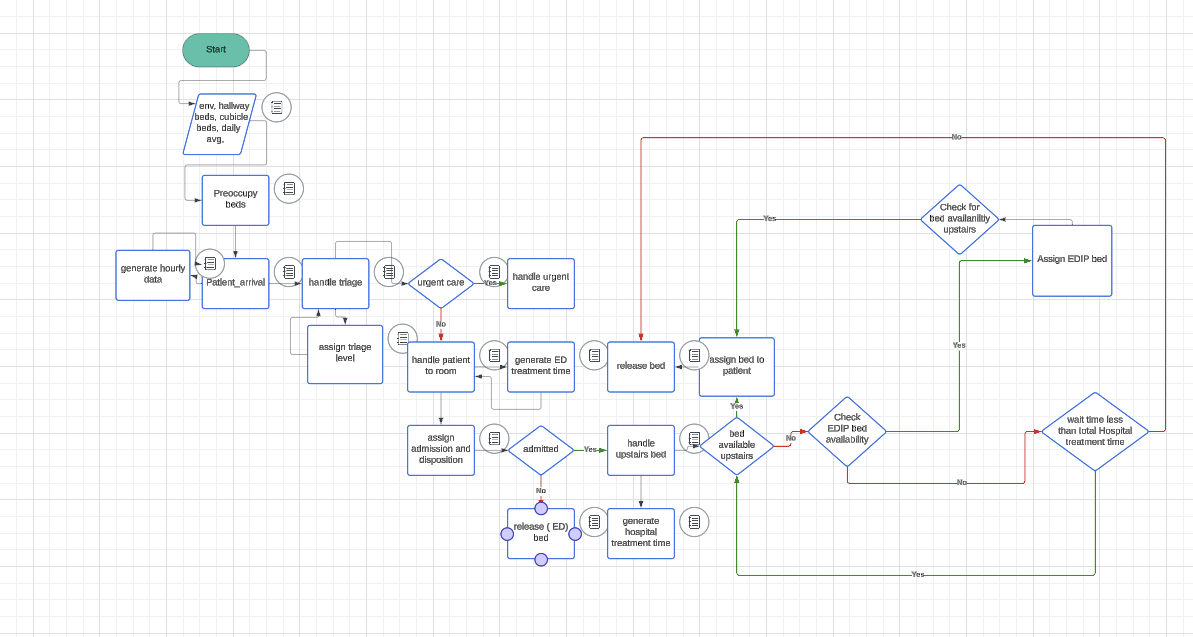 Start
env, hallway
beds, cubicle
beds, daily
avg,
Preoccupy
beds
generate hourly
data
Patient_arrival
handle triage
assign triage
level
urgent care
Yes
handle urgent
care
No
handle patient
to room
generate ED
treatment time
release bed
assign bed to
patient
assign
admission and
disposition
admitted
Yes
handle
upstairs bed
No
release ( ED)
bed
generate
hospital
treatment time
bed
available
upstairs
Yes
No
Check
EDIP bed
availability
Yes
No
Assign EDIP bed
Check for
bed availaniltiy
upstairs
Yes
wait time less
than total Hospital
treatment time
No
Yes